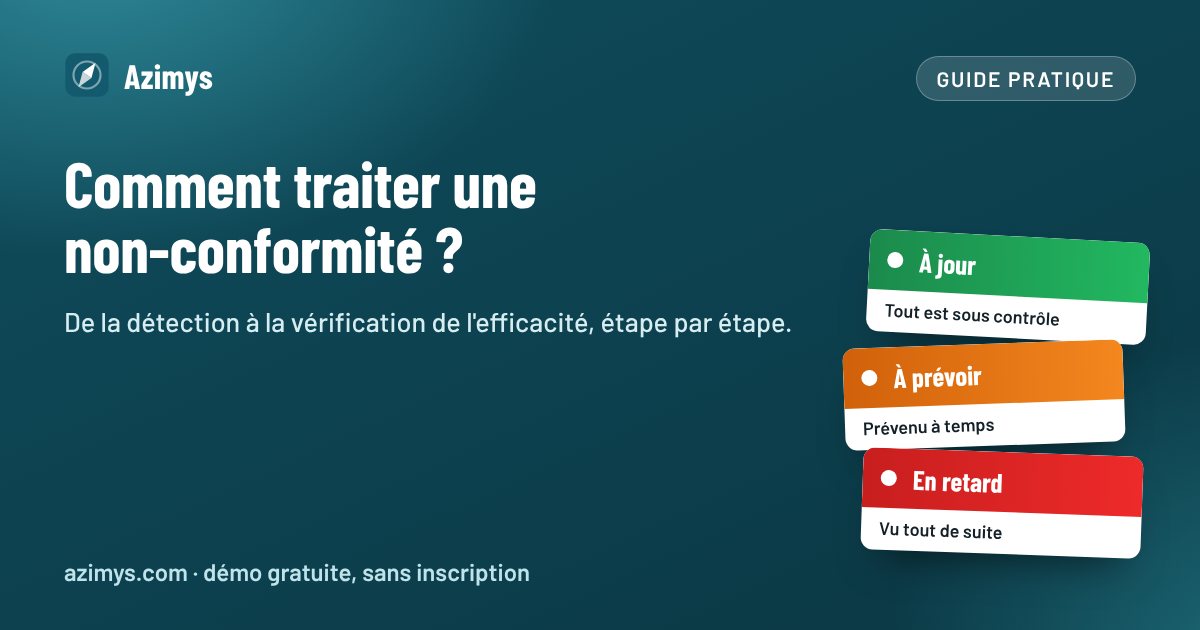 Azimys
GUIDE PRATIQUE
Comment traiter une
non-conformité ?
De la détection à la vérification de l'efficacité, étape par étape.
À jour
Tout est sous contrôle
À prévoir
Prévenu à temps
En retard
Vu tout de suite
azimys.com · démo gratuite, sans inscription